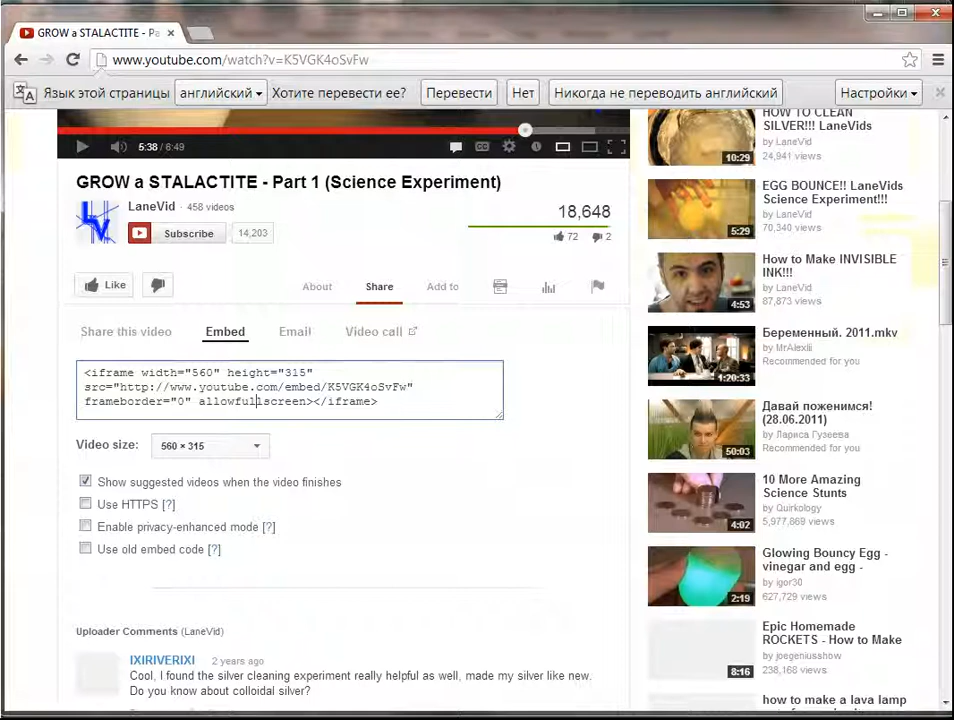 GROW a STALACTITE - Pa
www.youtube.com/watch?v=K5VGK4oSvFw
Язык этой страницы английский Хотите перевести ее? Перевести Нет Никогда не переводить английский Настройки
5:38 / 6:49
GROW a STALACTITE - Part 1 (Science Experiment)
LaneVid 458 videos
Subscribe 14,203
18,648
72 2
Like
About Share Add to
Share this video Embed Email Video call
<iframe width="560" height="315"
src="http://www.youtube.com/embed/K5VGK4oSvFw"
frameborder="0" allowfullscreen></iframe>
Video size: 560 × 315
Show suggested videos when the video finishes
Use HTTPS [?]
Enable privacy-enhanced mode [?]
Use old embed code [?]
Uploader Comments (LaneVid)
IXIRIVERIXI 2 years ago
Cool, I found the silver cleaning experiment really helpful as well, made my silver like new.
Do you know about colloidal silver?
HOW TO CLEAN
SILVER!!! LaneVids
by LaneVid
24,941 views
10:29
EGG BOUNCE!! LaneVids
Science Experiment!!!
by LaneVid
70,340 views
5:29
How to Make INVISIBLE
INK!!!
by LaneVid
87,873 views
4:53
Беременный. 2011.mkv
by MrAlexIii
Recommended for you
1:20:33
Давай поженимся!
(28.06.2011)
by Лариса Гузеева
Recommended for you
50:03
10 More Amazing
Science Stunts
by Quirkology
5,977,869 views
4:02
Glowing Bouncy Egg -
vinegar and egg -
by igor30
627,729 views
2:19
Epic Homemade
ROCKETS - How to Make
by joegeniusshow
238,168 views
8:16
how to make a lava lamp